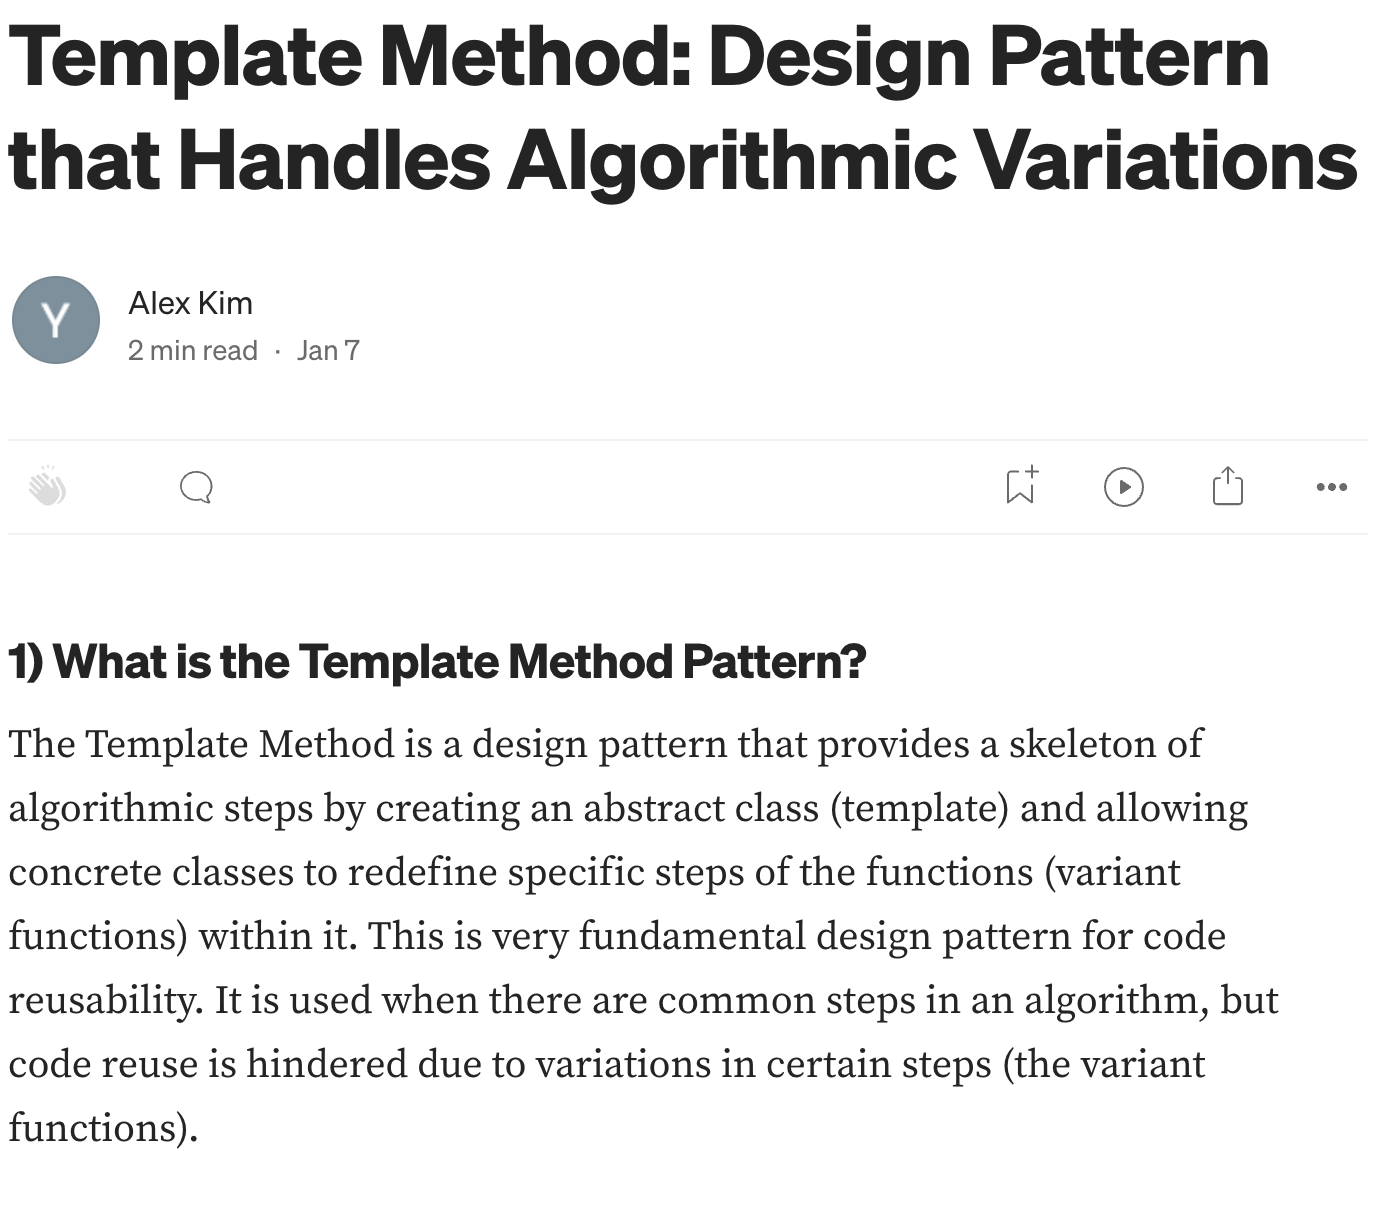 Template Method: Design Pattern
that Handles Algorithmic Variations
Y
Alex Kim
2 min read · Jan 7
1) What is the Template Method Pattern?
The Template Method is a design pattern that provides a skeleton of
algorithmic steps by creating an abstract class (template) and allowing
concrete classes to redefine specific steps of the functions (variant
functions) within it. This is very fundamental design pattern for code
reusability. It is used when there are common steps in an algorithm, but
code reuse is hindered due to variations in certain steps (the variant
functions).